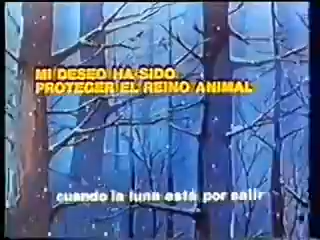 MI DESEO HA SIDO
PROTEGER EL REINO ANIMAL
cuando la luna está por salir